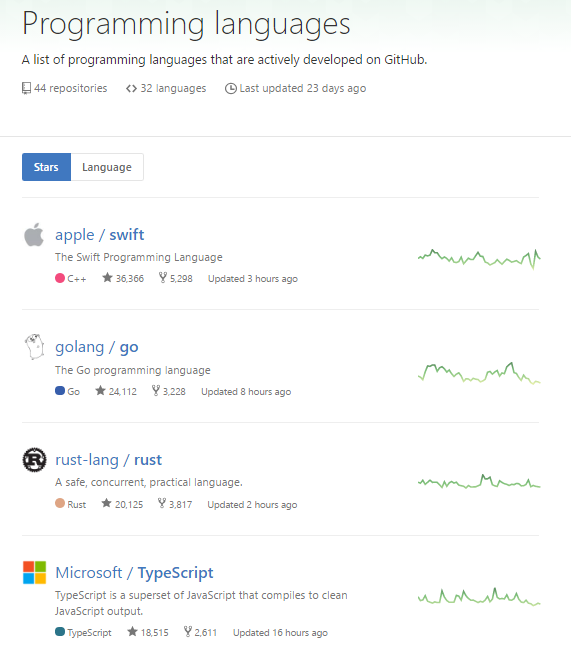 Programming languages
A list of programming languages that are actively developed on GitHub.
44 repositories 32 languages Last updated 23 days ago
Stars Language
apple / swift
The Swift Programming Language
C++ 36,366 5,298 Updated 3 hours ago
golang / go
The Go programming language
Go 24,112 3,228 Updated 8 hours ago
rust-lang / rust
A safe, concurrent, practical language.
Rust 20,125 3,817 Updated 2 hours ago
Microsoft / TypeScript
TypeScript is a superset of JavaScript that compiles to clean
JavaScript output.
TypeScript 18,515 2,611 Updated 16 hours ago